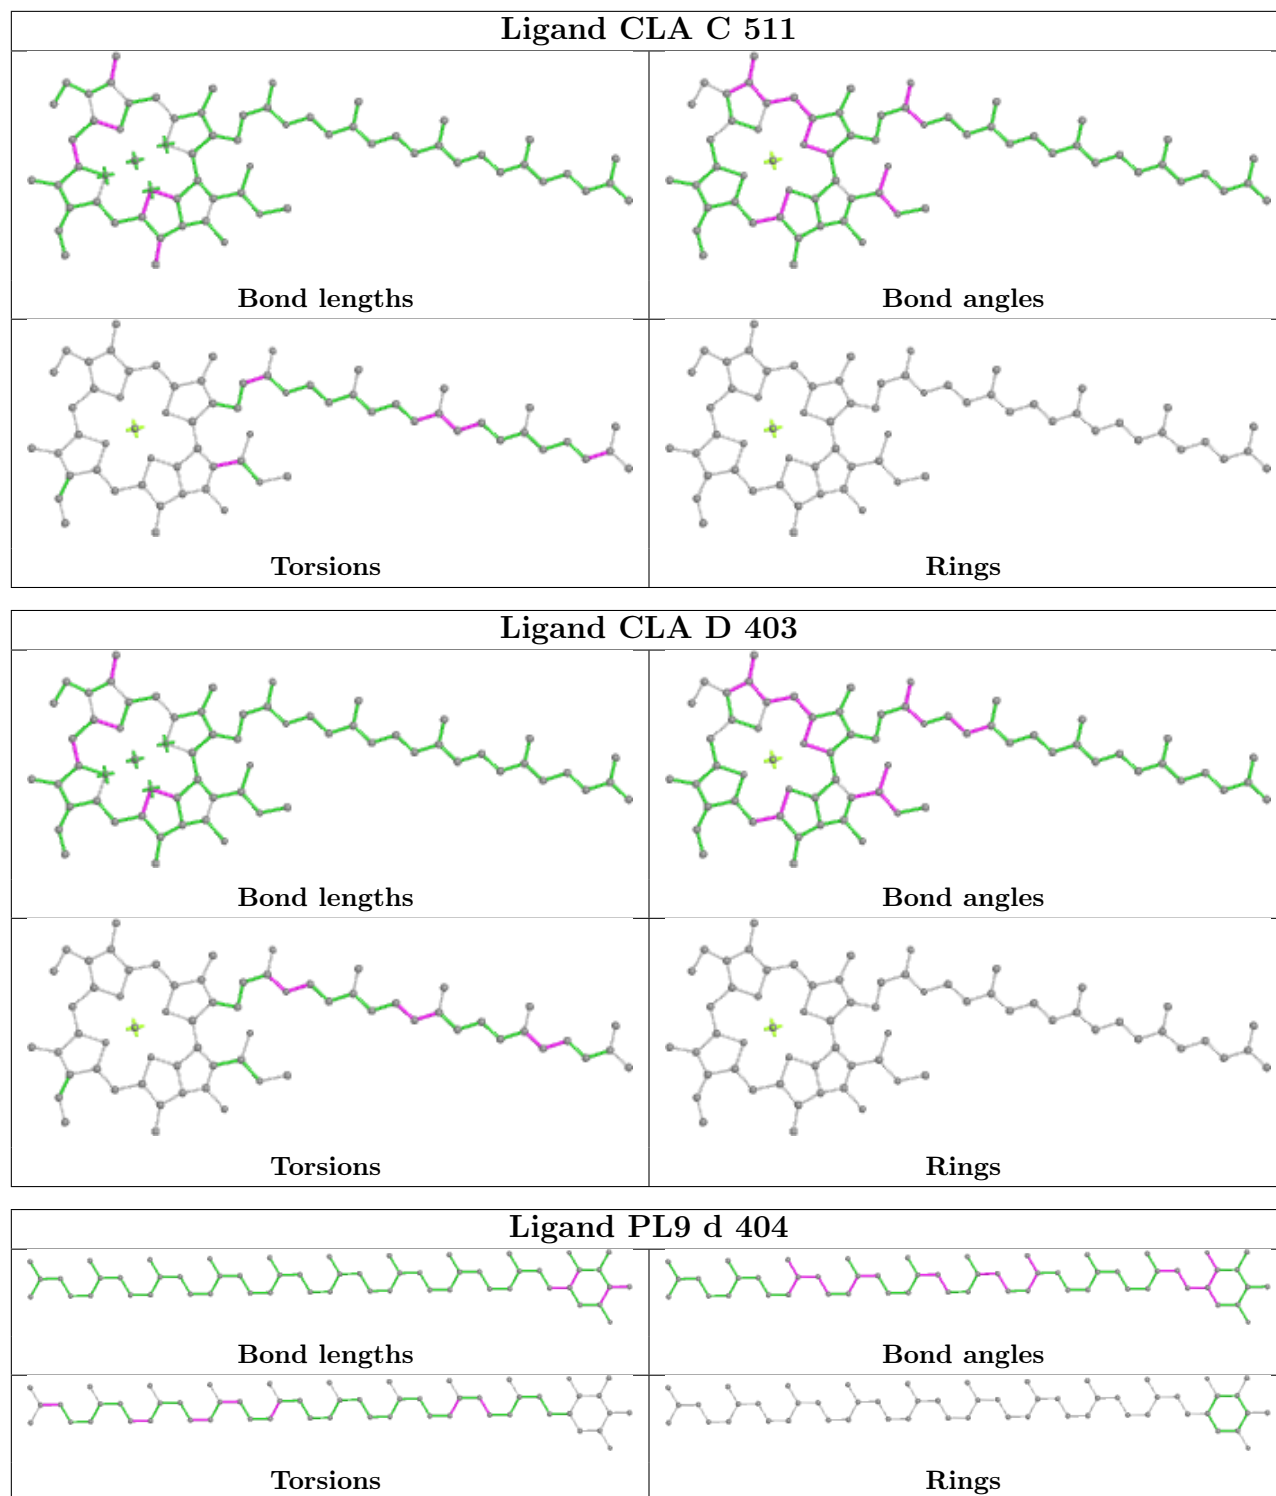 Ligand CLA C 511
Bond lengths
Bond angles
Torsions
Rings
Ligand CLA D 403
Bond lengths
Bond angles
Torsions
Rings
Ligand PL9 d 404
Bond lengths
Bond angles
Torsions
Rings